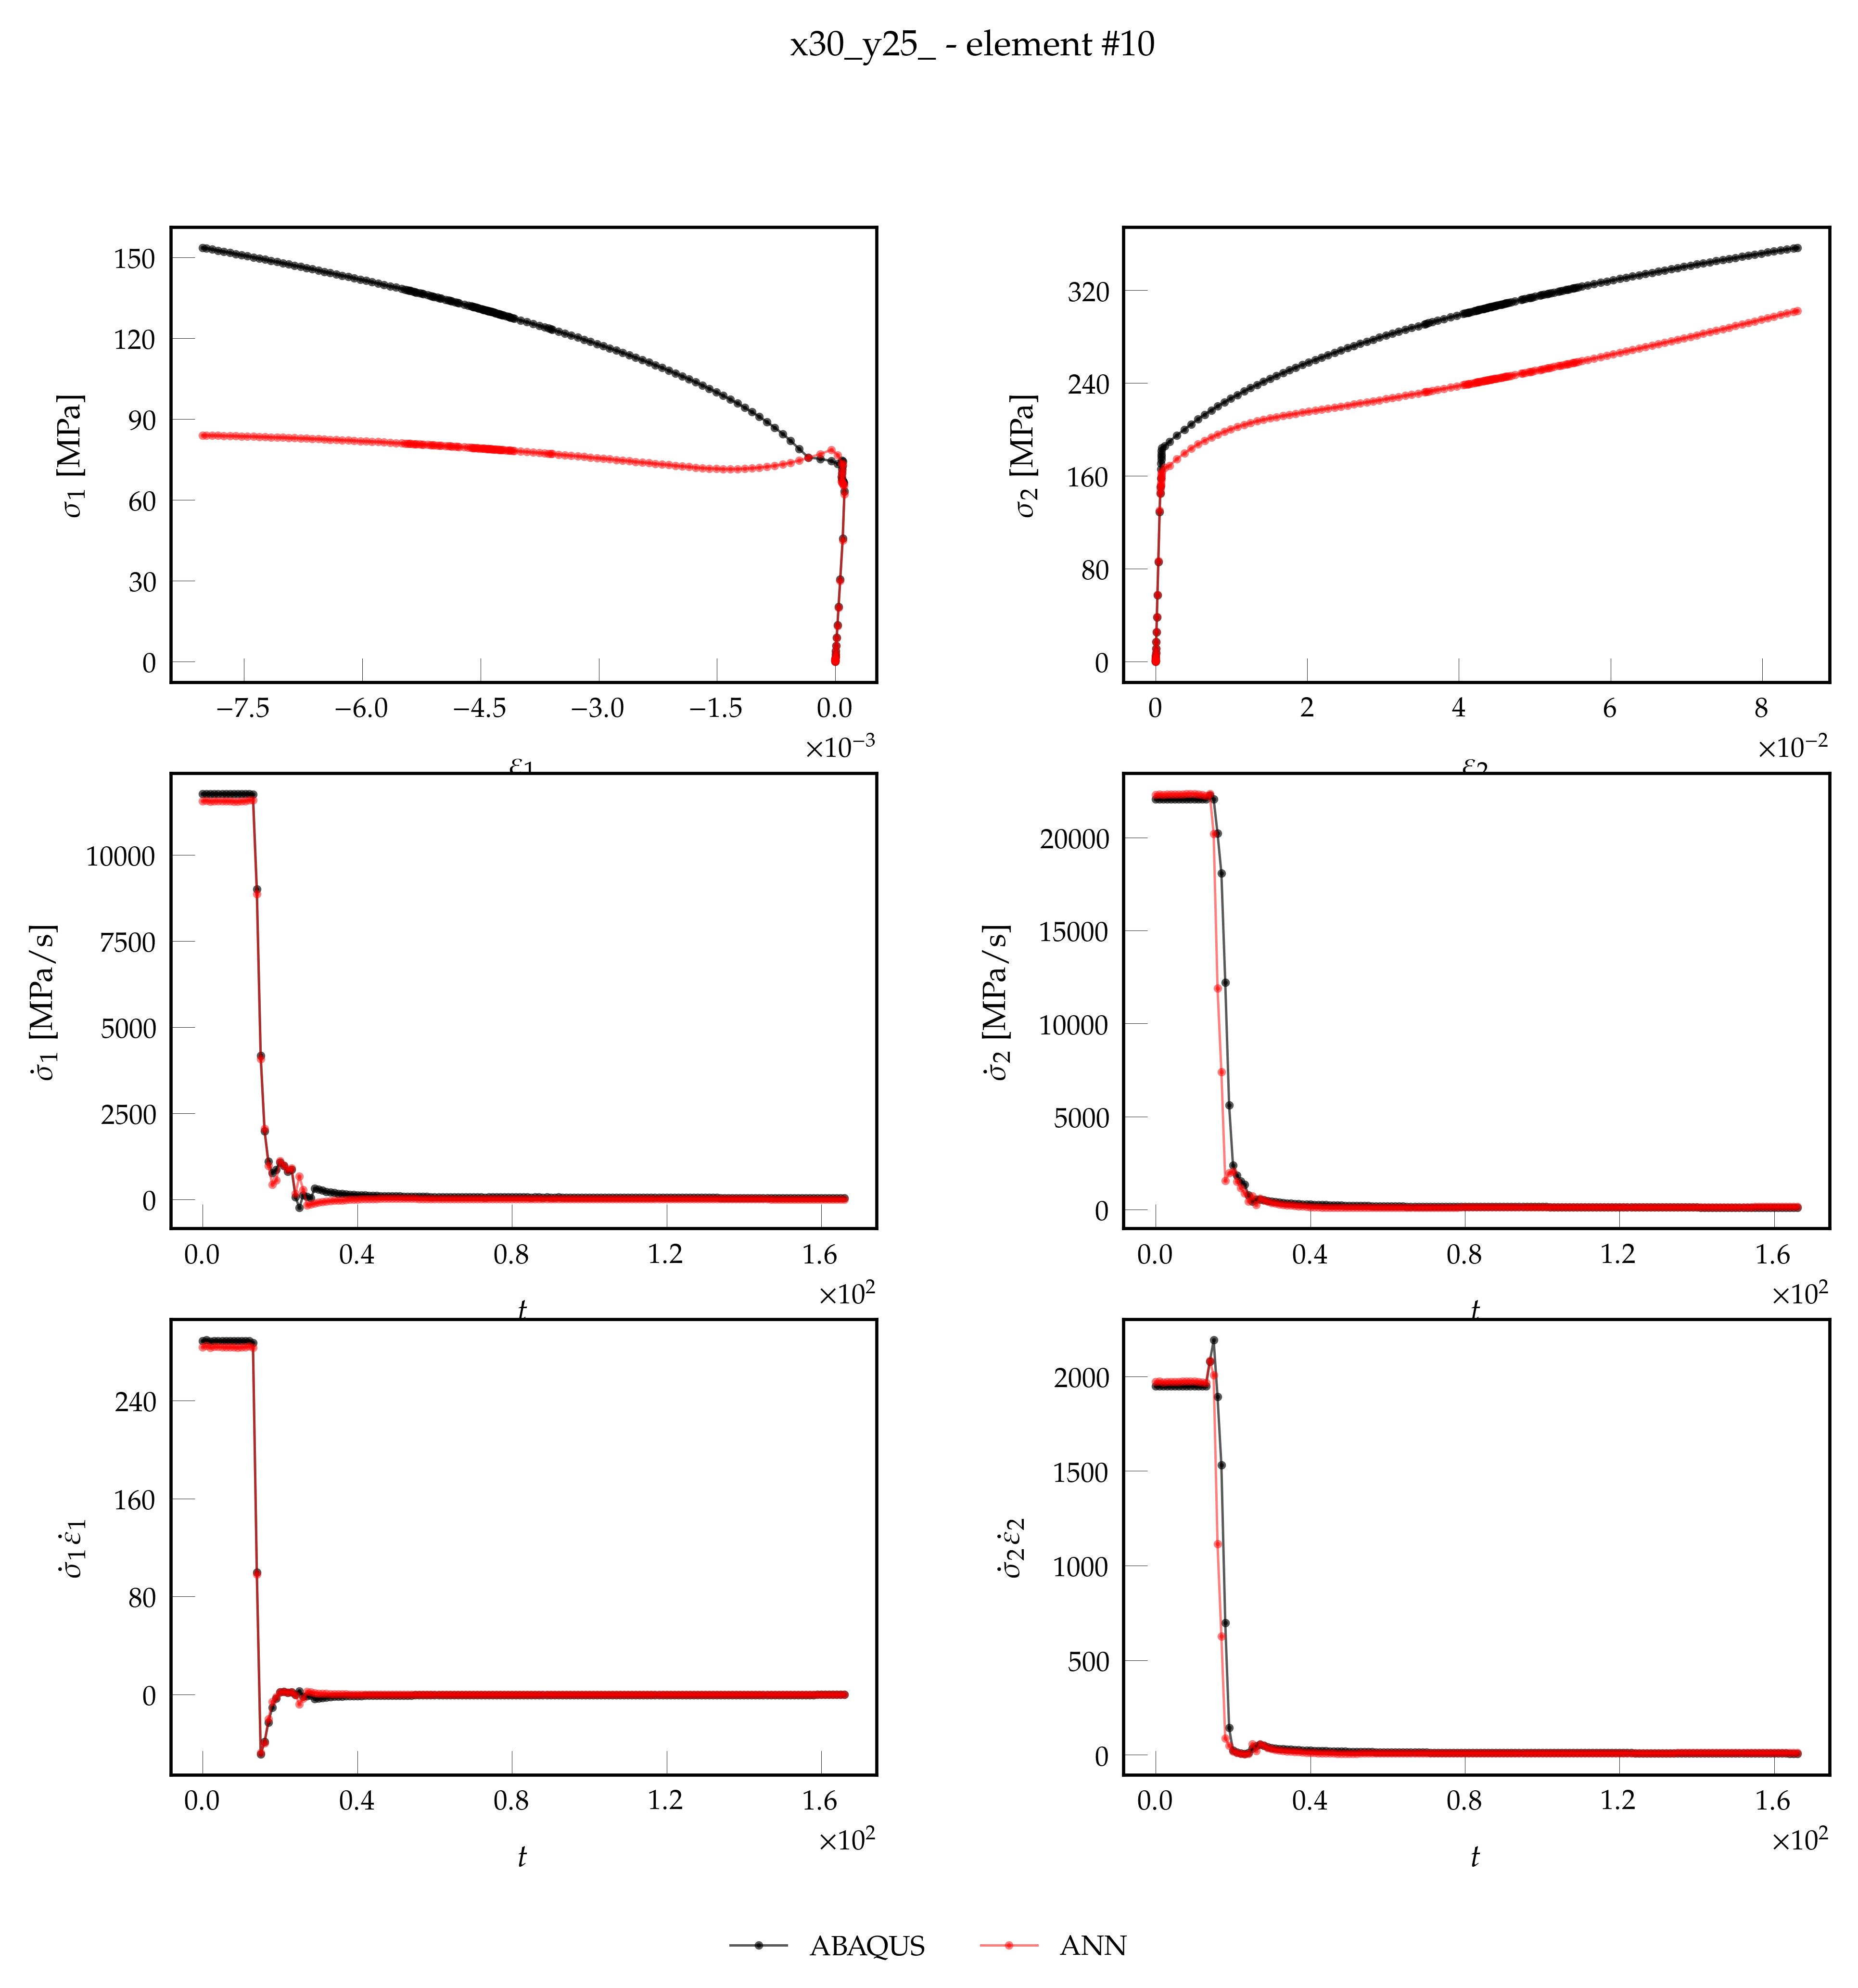 x30_y25_ - element #10
σ₁ [MPa]
150
120
90
60
30
0
−7.5 −6.0 −4.5 −3.0 −1.5 0.0
×10⁻³
ε₁
σ₂ [MPa]
320
240
160
80
0
0 2 4 6 8
×10⁻²
ε₂
σ̇₁ [MPa/s]
10000
7500
5000
2500
0
0.0 0.4 0.8 1.2 1.6
×10²
t
σ̇₂ [MPa/s]
20000
15000
10000
5000
0
0.0 0.4 0.8 1.2 1.6
×10²
t
σ̇₁ε̇₁
240
160
80
0
0.0 0.4 0.8 1.2 1.6
×10²
t
σ̇₂ε̇₂
2000
1500
1000
500
0
0.0 0.4 0.8 1.2 1.6
×10²
t
ABAQUS ANN